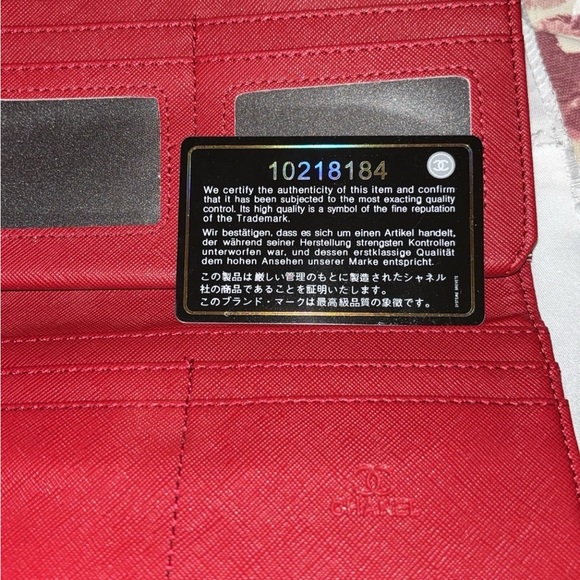 10218184
We certify the authenticity of this item and confirm
that it has been subjected to the most exacting quality
control. Its high quality is a symbol of the fine reputation
of the Trademark.
Wir bestätigen, dass es sich um einen Artikel handelt,
der während seiner Herstellung strengsten Kontrollen
unterworfen war, und dessen erstklassige Qualität
dem hohen Ansehen unserer Marke entspricht.
この製品は厳しい管理のもとに製造されたシャネル
社の商品であることを証明いたします。
このブランド・マークは最高級品質の象徴です。
CHANEL